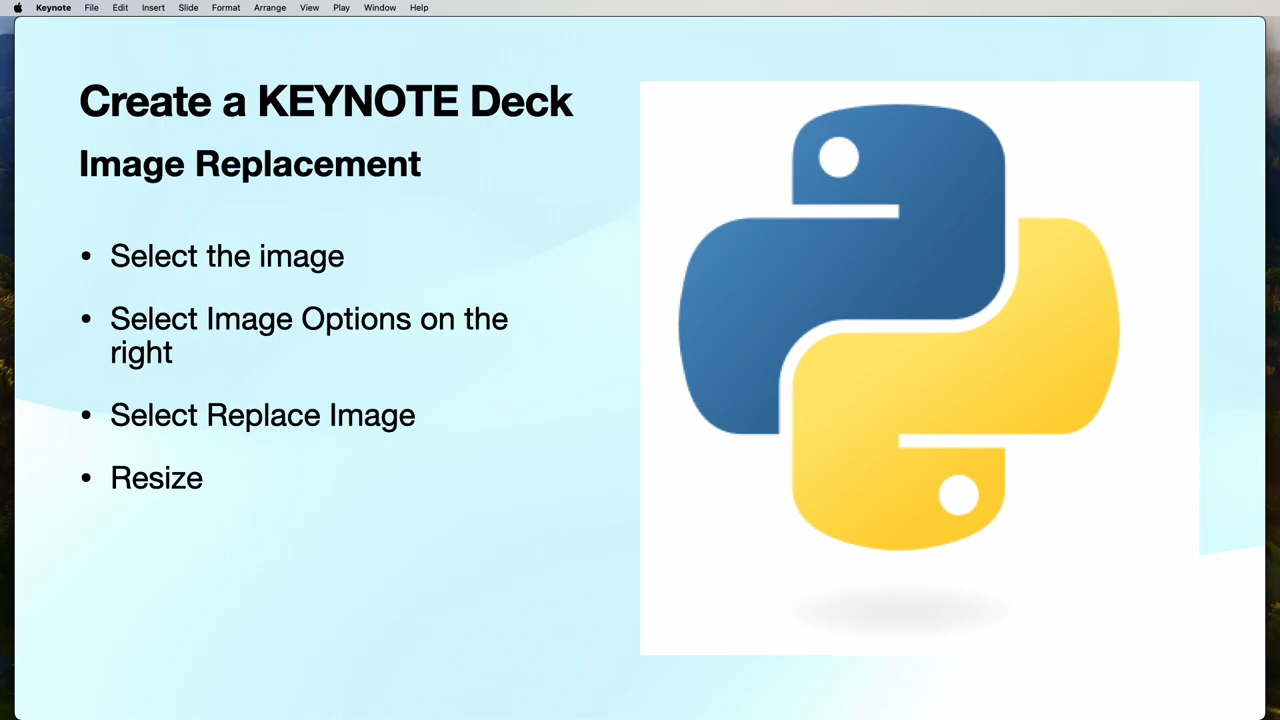 Keynote File Edit Insert Slide Format Arrange View Play Window Help
Create a KEYNOTE Deck
Image Replacement
• Select the image
• Select Image Options on the
right
• Select Replace Image
• Resize